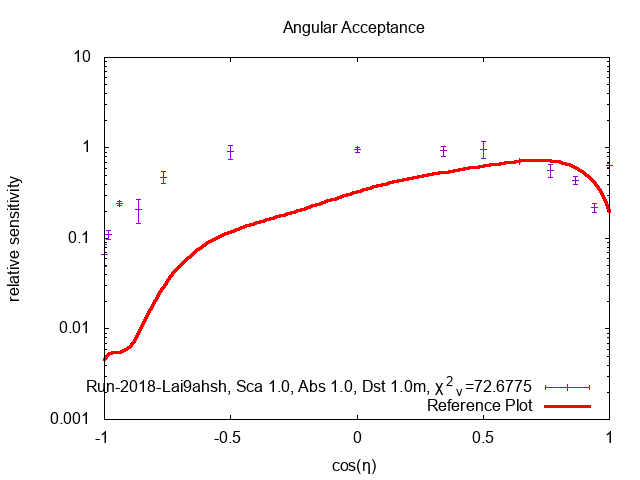 Angular Acceptance
relative sensitivity
10
1
0.1
0.01
0.001
Run-2018-Lai9ahsh, Sca 1.0, Abs 1.0, Dst 1.0m, χ²ᵥ=72.6775
Reference Plot
-1
-0.5
0
0.5
1
cos(η)